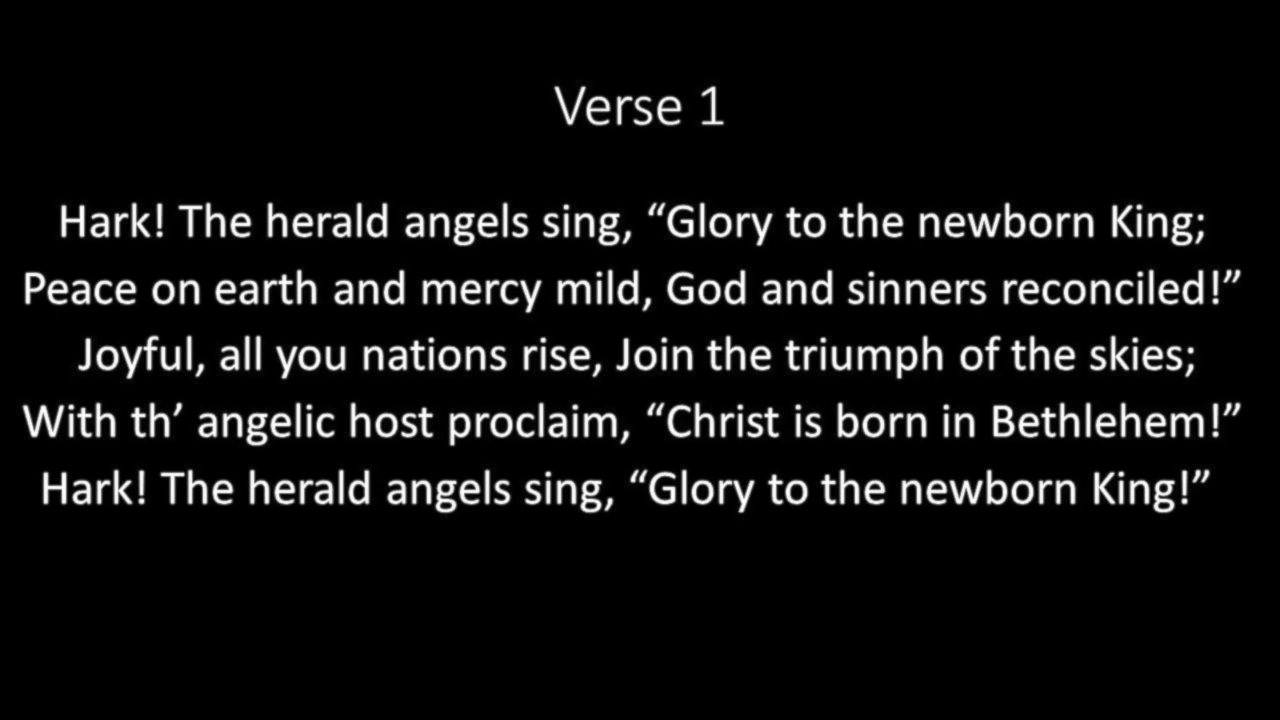 Verse 1
Hark! The herald angels sing, “Glory to the newborn King;
Peace on earth and mercy mild, God and sinners reconciled!”
Joyful, all you nations rise, Join the triumph of the skies;
With th’ angelic host proclaim, “Christ is born in Bethlehem!”
Hark! The herald angels sing, “Glory to the newborn King!”